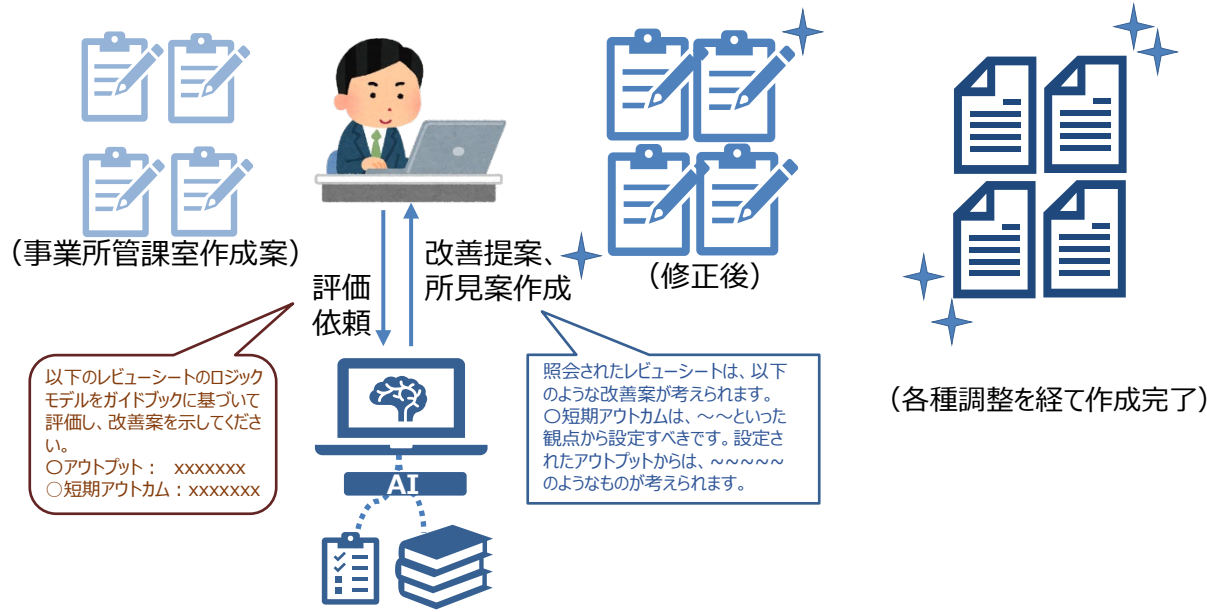 （事業所管課室作成案）
評価
依頼
改善提案、
所見案作成
（修正後）
（各種調整を経て作成完了）
以下のレビューシートのロジック
モデルをガイドブックに基づいて
評価し、改善案を示してくださ
い。
〇アウトプット：　xxxxxxx
○短期アウトカム：xxxxxxx
照会されたレビューシートは、以下
のような改善案が考えられます。
〇短期アウトカムは、～～といった
観点から設定すべきです。設定さ
れたアウトプットからは、~~~~~
のようなものが考えられます。
AI